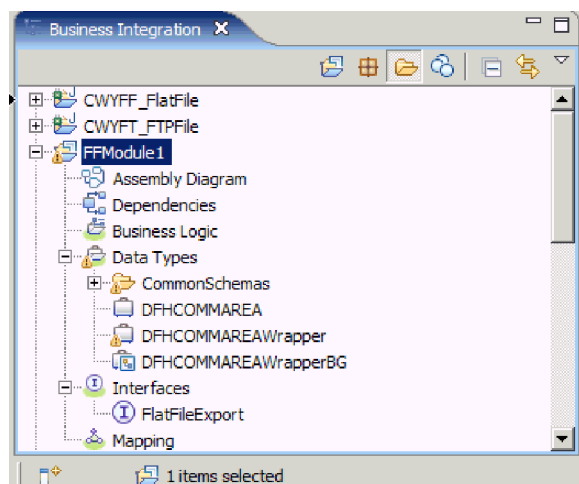 Business Integration
CWYFF_FlatFile
CWYFT_FTPFile
FFModule1
Assembly Diagram
Dependencies
Business Logic
Data Types
CommonSchemas
DFHCOMMAREA
DFHCOMMAREAWrapper
DFHCOMMAREAWrapperBG
Interfaces
FlatFileExport
Mapping
1 items selected